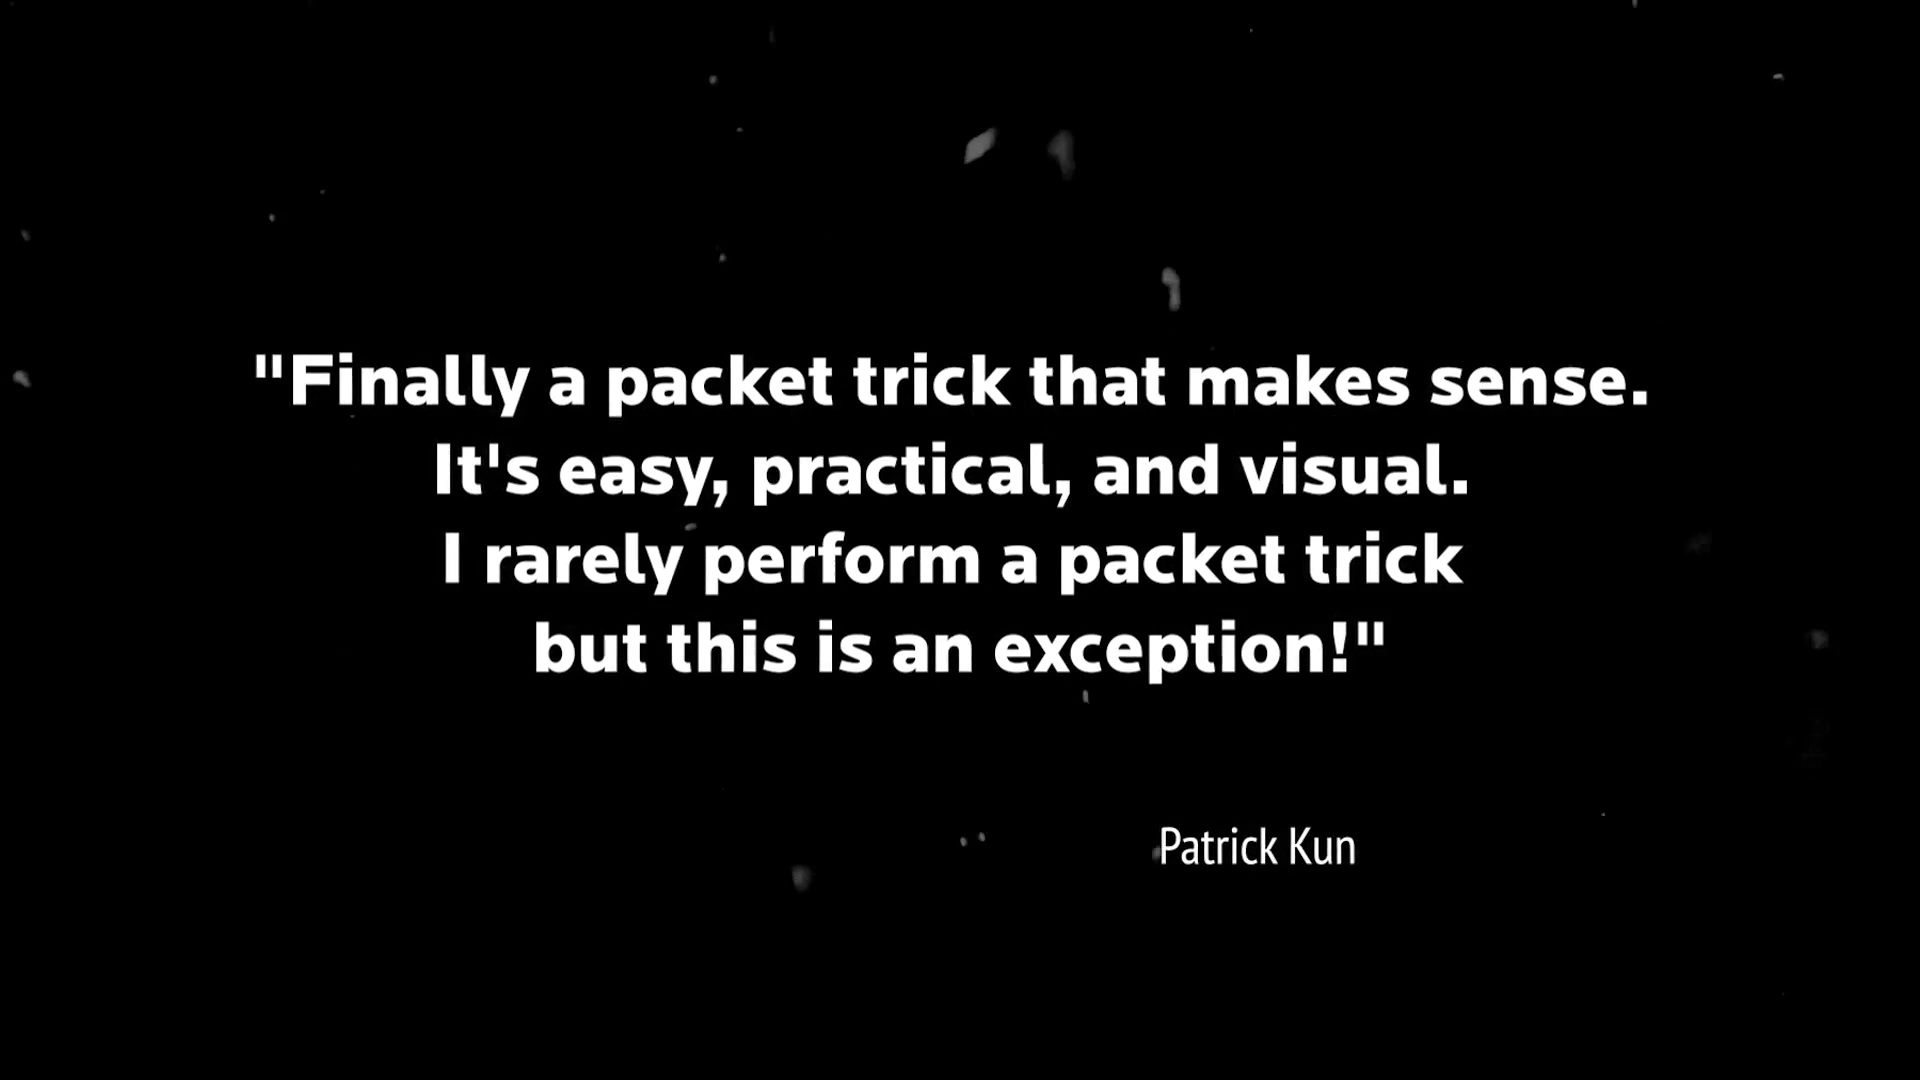 "Finally a packet trick that makes sense.
It's easy, practical, and visual.
I rarely perform a packet trick
but this is an exception!"
Patrick Kun